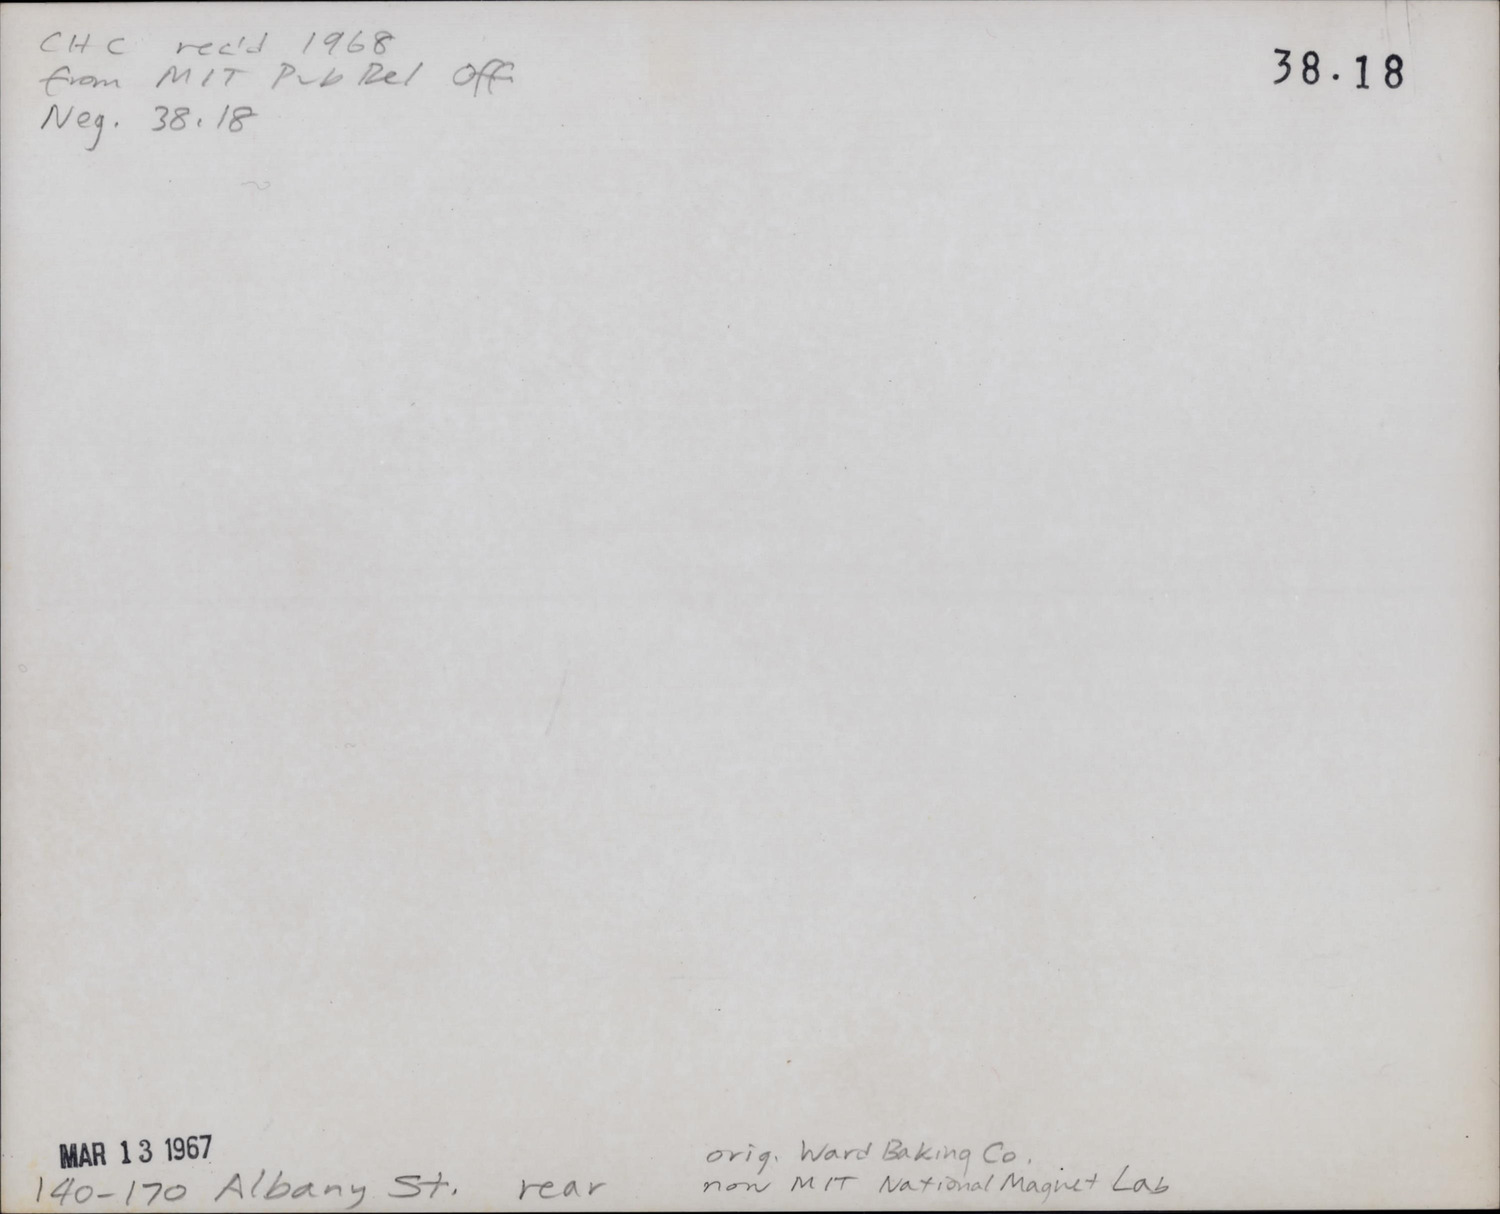 CHC rec'd 1968
from MIT Pub Rel Off.
Neg. 38.18
38.18
MAR 13 1967
140-170 Albany St. rear
orig. Ward Baking Co.
now MIT National Magnet Lab